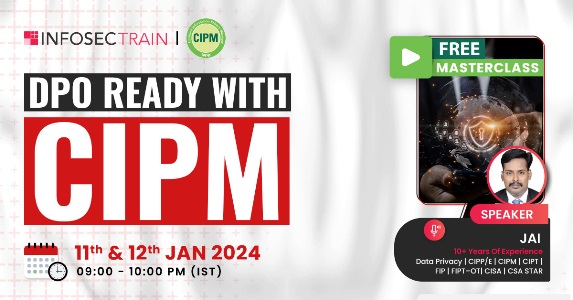 INFOSECTRAIN
CIPM
FREE
MASTERCLASS
DPO READY WITH
CIPM
11th & 12th JAN 2024
09:00 - 10:00 PM (IST)
SPEAKER
JAI
10+ Years Of Experience
Data Privacy | CIPP/E | CIPM | CIPT |
FIP | FIPT-OT| CISA | CSA STAR